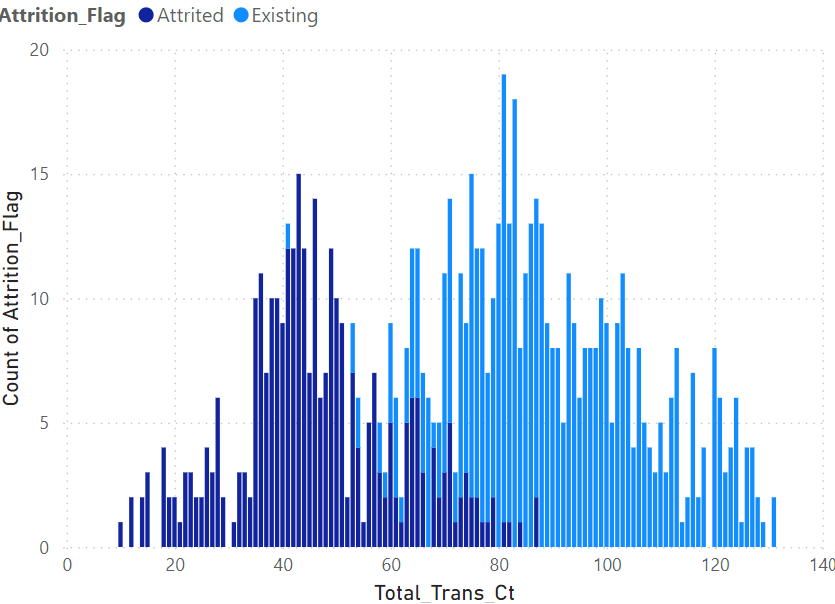 Attrition_Flag Attrited Existing
20
15
10
5
0
0 20 40 60 80 100 120 140
Count of Attrition_Flag
Total_Trans_Ct